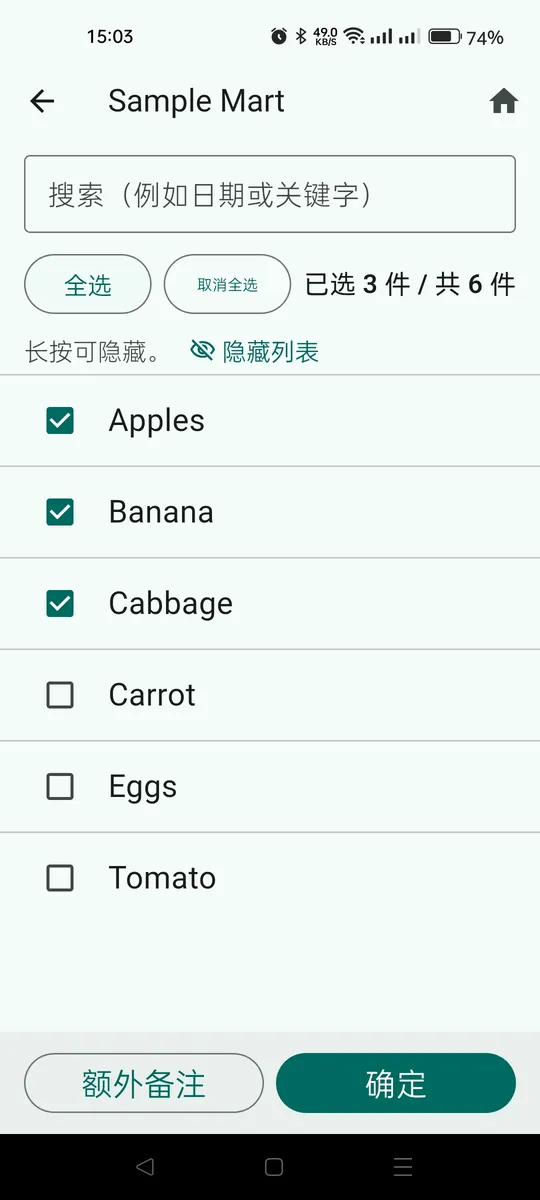 15:03 49.0 KB/S 74%
Sample Mart
搜索（例如日期或关键字）
全选 取消全选 已选 3 件 / 共 6 件
长按可隐藏。 隐藏列表
Apples
Banana
Cabbage
Carrot
Eggs
Tomato
额外备注 确定